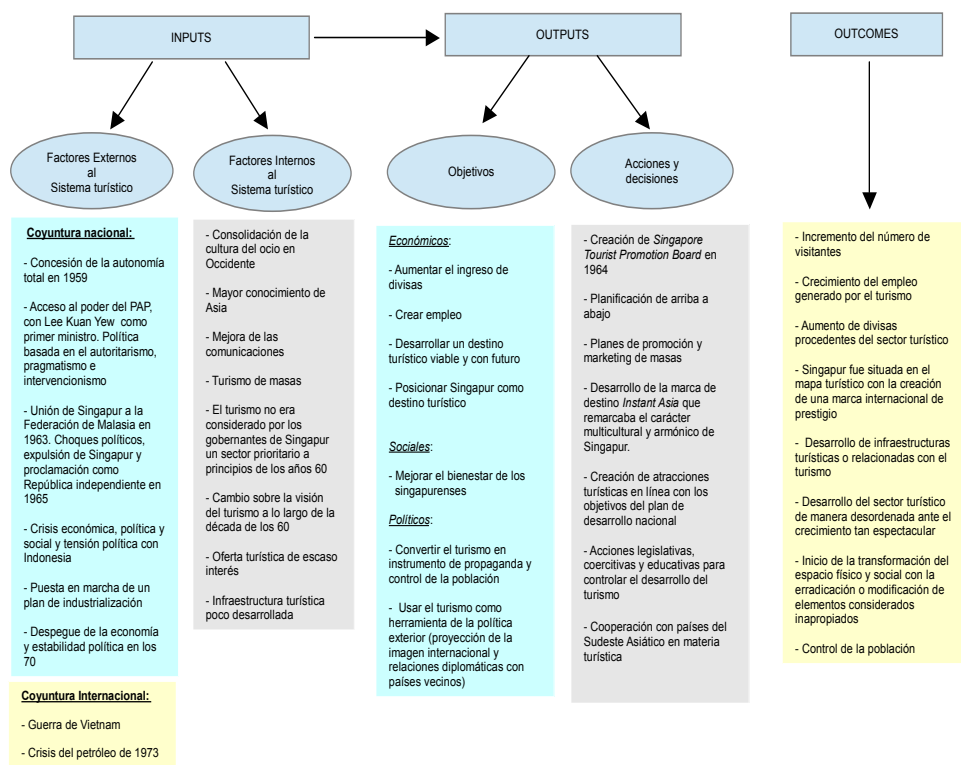 INPUTS
OUTPUTS
OUTCOMES
Factores Externos
al
Sistema turístico
Factores Internos
al
Sistema turístico
Objetivos
Acciones y
decisiones
Coyuntura nacional:
- Concesión de la autonomía
total en 1959
- Acceso al poder del PAP,
con Lee Kuan Yew como
primer ministro. Política
basada en el autoritarismo,
pragmatismo e
intervencionismo
- Unión de Singapur a la
Federación de Malasia en
1963. Choques políticos,
expulsión de Singapur y
proclamación como
República independiente en
1965
- Crisis económica, política y
social y tensión política con
Indonesia
- Puesta en marcha de un
plan de industrialización
- Despegue de la economía
y estabilidad política en los
70
Coyuntura Internacional:
- Guerra de Vietnam
- Crisis del petróleo de 1973
- Consolidación de la
cultura del ocio en
Occidente
- Mayor conocimiento de
Asia
- Mejora de las
comunicaciones
- Turismo de masas
- El turismo no era
considerado por los
gobernantes de Singapur
un sector prioritario a
principios de los años 60
- Cambio sobre la visión
del turismo a lo largo de la
década de los 60
- Oferta turística de escaso
interés
- Infraestructura turística
poco desarrollada
Económicos:
- Aumentar el ingreso de
divisas
- Crear empleo
- Desarrollar un destino
turístico viable y con futuro
- Posicionar Singapur como
destino turístico
Sociales:
- Mejorar el bienestar de los
singapurenses
Políticos:
- Convertir el turismo en
instrumento de propaganda y
control de la población
- Usar el turismo como
herramienta de la política
exterior (proyección de la
imagen internacional y
relaciones diplomáticas con
países vecinos)
- Creación de Singapore
Tourist Promotion Board en
1964
- Planificación de arriba a
abajo
- Planes de promoción y
marketing de masas
- Desarrollo de la marca de
destino Instant Asia que
remarcaba el carácter
multicultural y armónico de
Singapur.
- Creación de atracciones
turísticas en línea con los
objetivos del plan de
desarrollo nacional
- Acciones legislativas,
coercitivas y educativas para
controlar el desarrollo del
turismo
- Cooperación con países del
Sudeste Asiático en materia
turística
- Incremento del número de
visitantes
- Crecimiento del empleo
generado por el turismo
- Aumento de divisas
procedentes del sector turístico
- Singapur fue situada en el
mapa turístico con la creación
de una marca internacional de
prestigio
- Desarrollo de infraestructuras
turísticas o relacionadas con el
turismo
- Desarrollo del sector turístico
de manera desordenada ante el
crecimiento tan espectacular
- Inicio de la transformación del
espacio físico y social con la
erradicación o modificación de
elementos considerados
inapropiados
- Control de la población